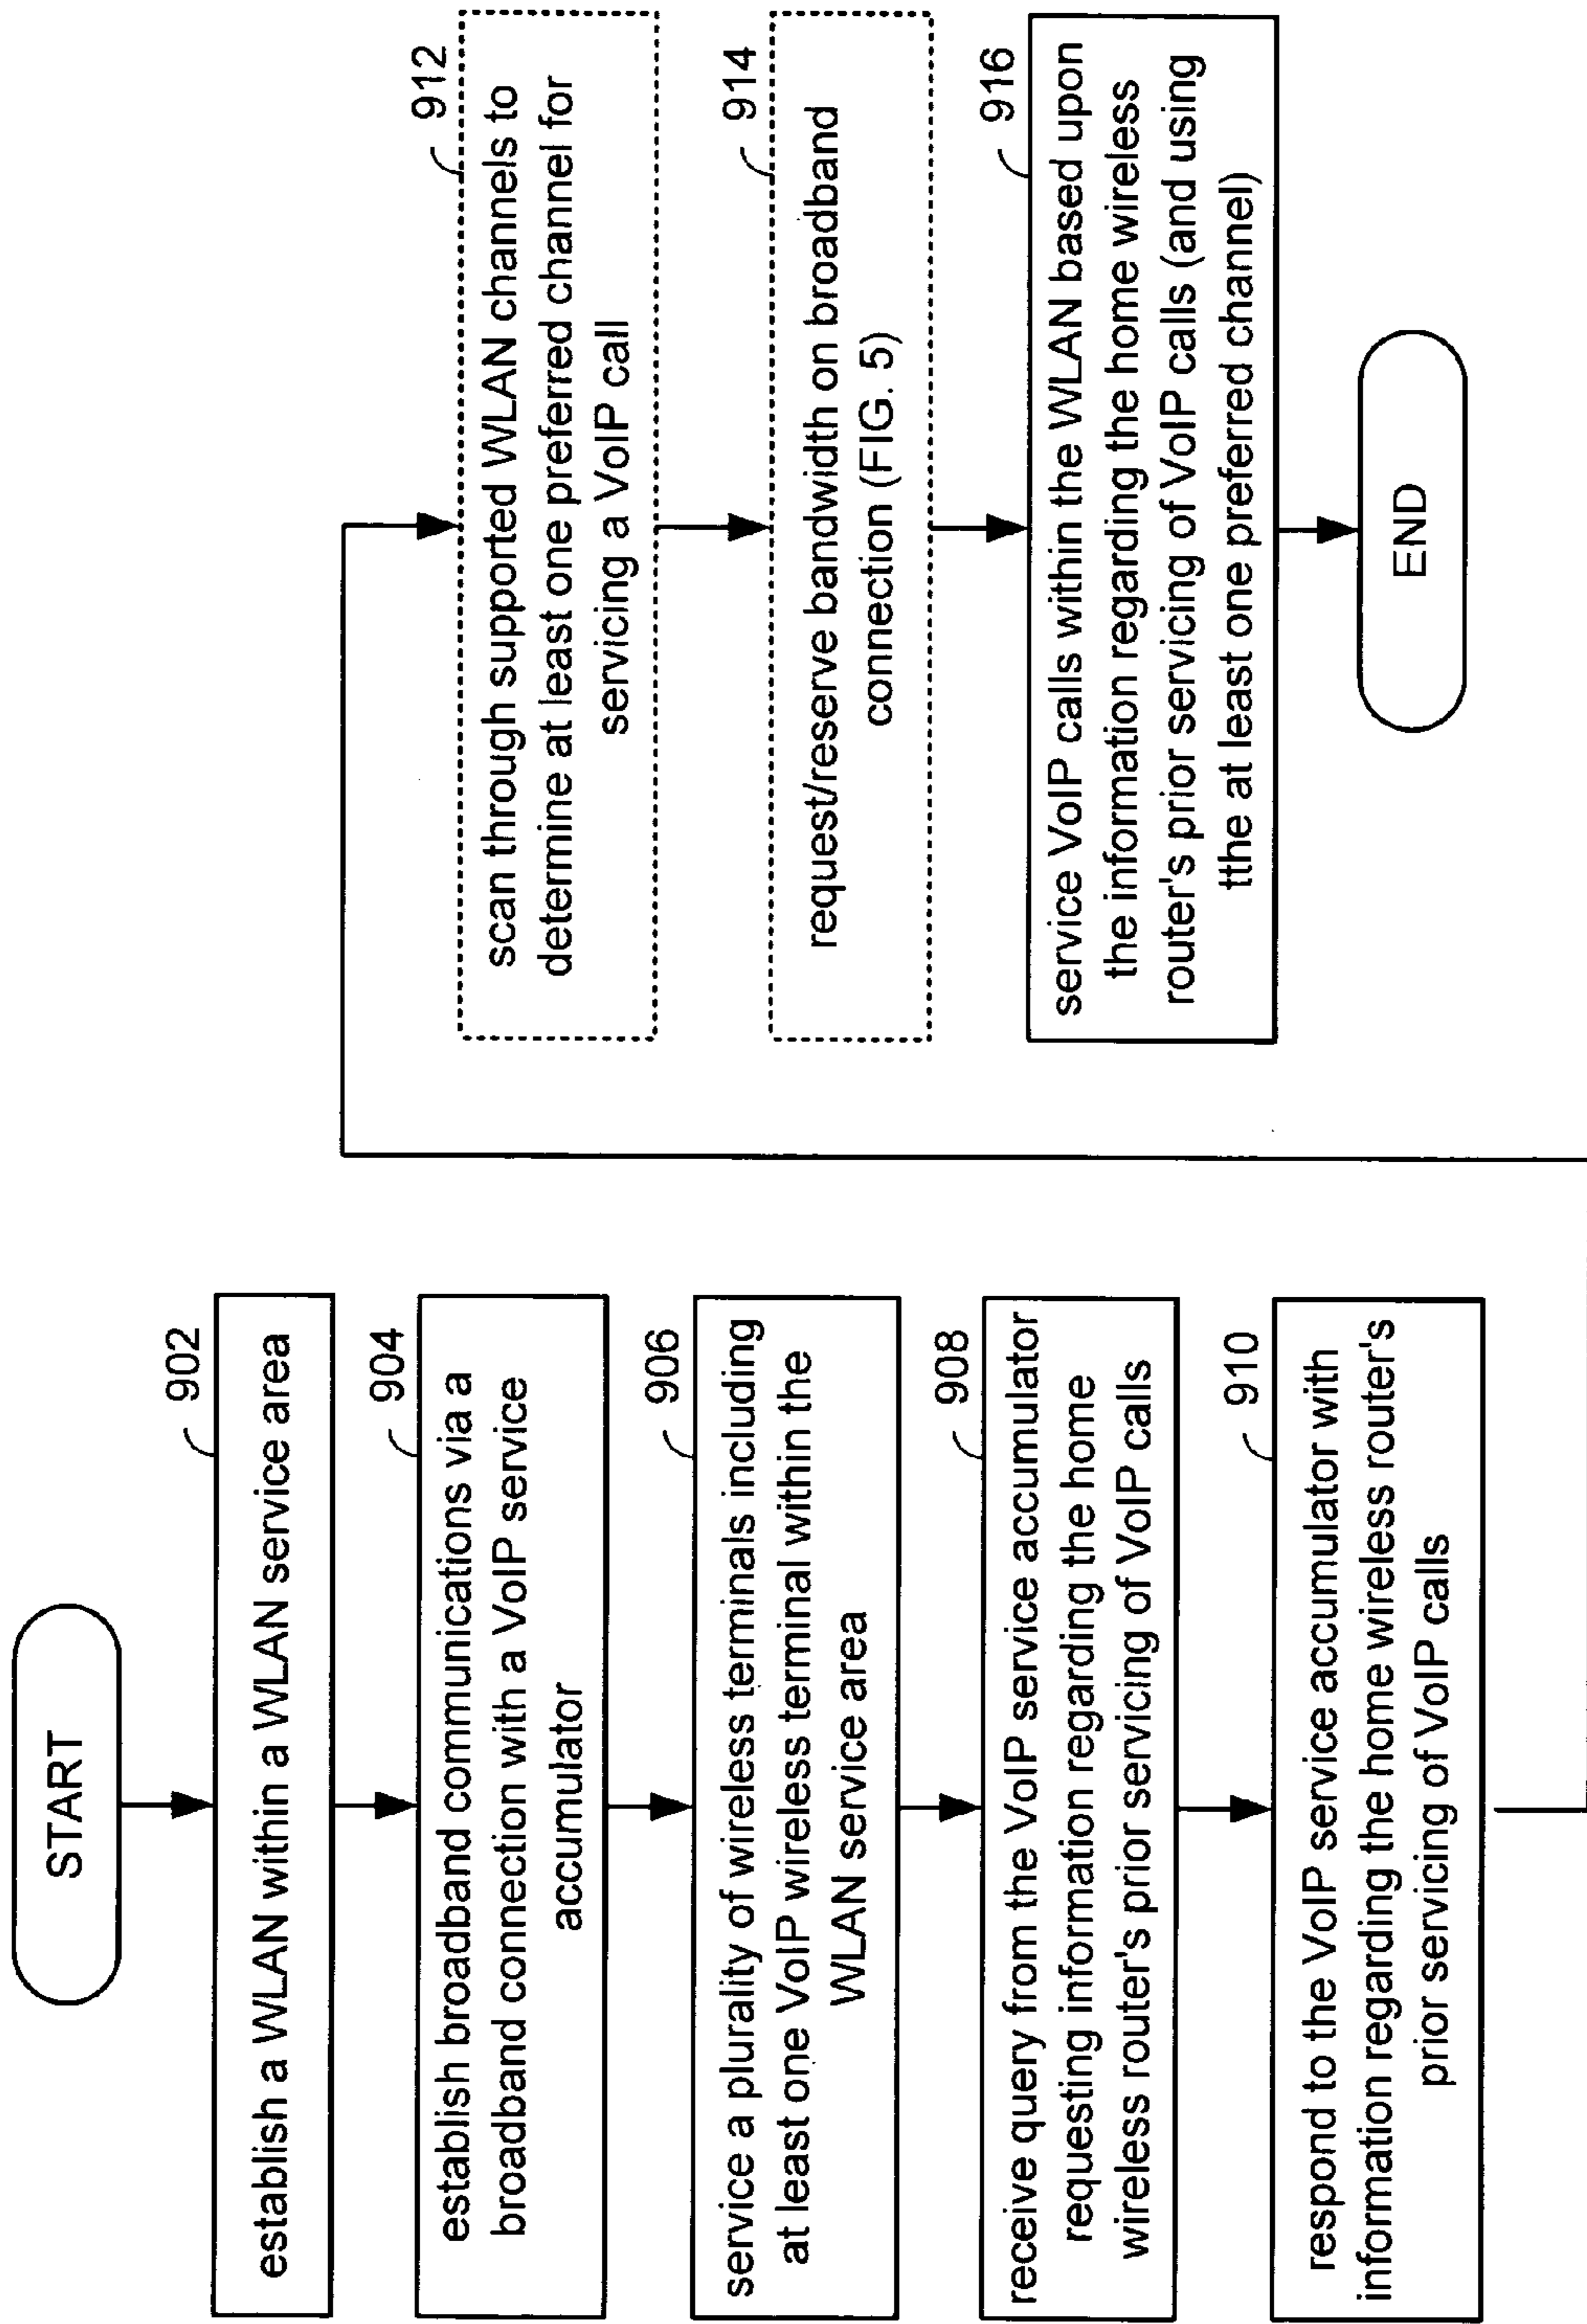 START
902
establish a WLAN within a WLAN service area
904
establish broadband communications via a
broadband connection with a VoIP service
accumulator
906
service a plurality of wireless terminals including
at least one VoIP wireless terminal within the
WLAN service area
908
receive query from the VoIP service accumulator
requesting information regarding the home
wireless router's prior servicing of VoIP calls
910
respond to the VoIP service accumulator with
information regarding the home wireless router's
prior servicing of VoIP calls
912
scan through supported WLAN channels to
determine at least one preferred channel for
servicing a VoIP call
914
request/reserve bandwidth on broadband
connection (FIG. 5)
916
service VoIP calls within the WLAN based upon
the information regarding the home wireless
router's prior servicing of VoIP calls (and using
tthe at least one preferred channel)
END